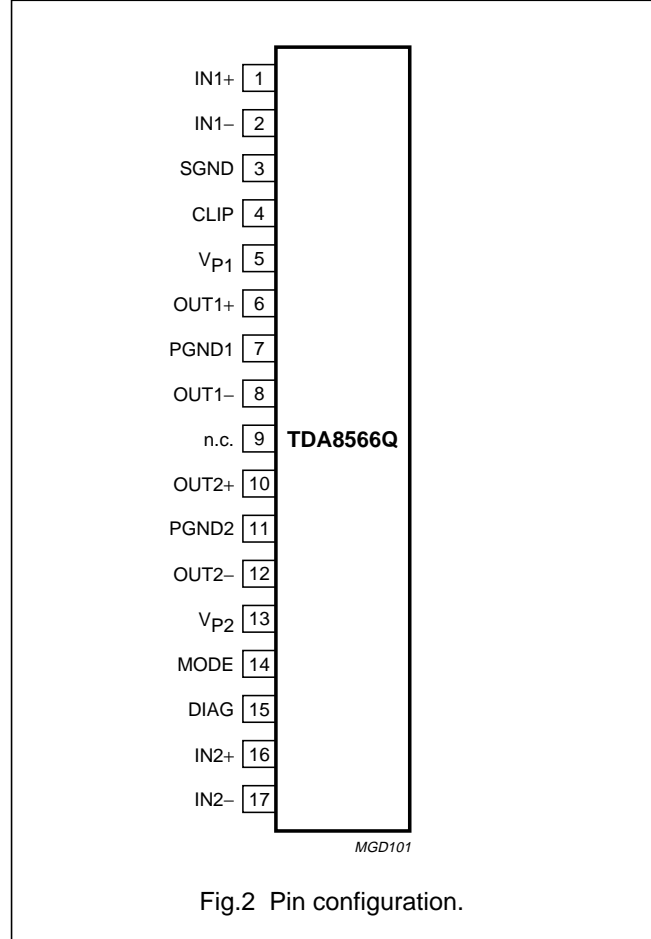 IN1+ 1
IN1− 2
SGND 3
CLIP 4
VP1 5
OUT1+ 6
PGND1 7
OUT1− 8
n.c. 9 TDA8566Q
OUT2+ 10
PGND2 11
OUT2− 12
VP2 13
MODE 14
DIAG 15
IN2+ 16
IN2− 17
MGD101
Fig.2 Pin configuration.